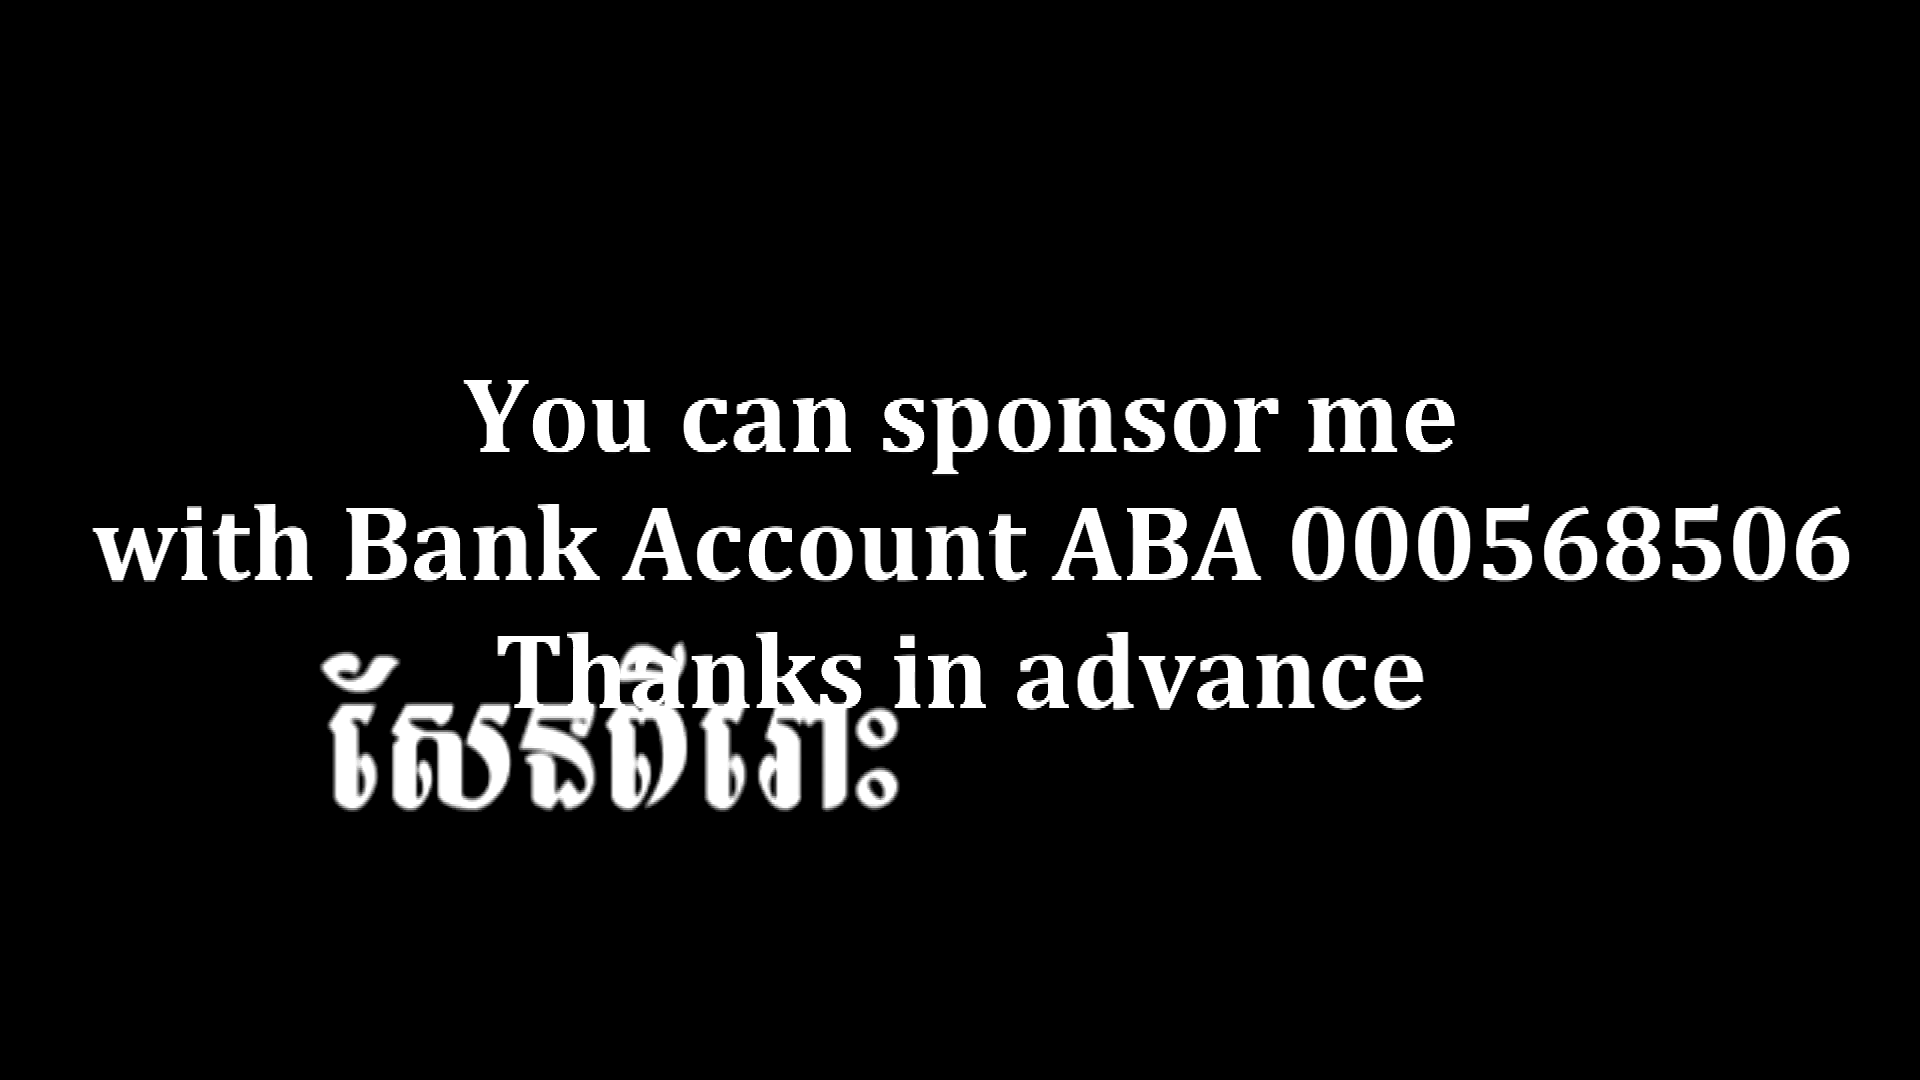 You can sponsor me
with Bank Account ABA 000568506
Thanks in advance
សែនពីរោះ